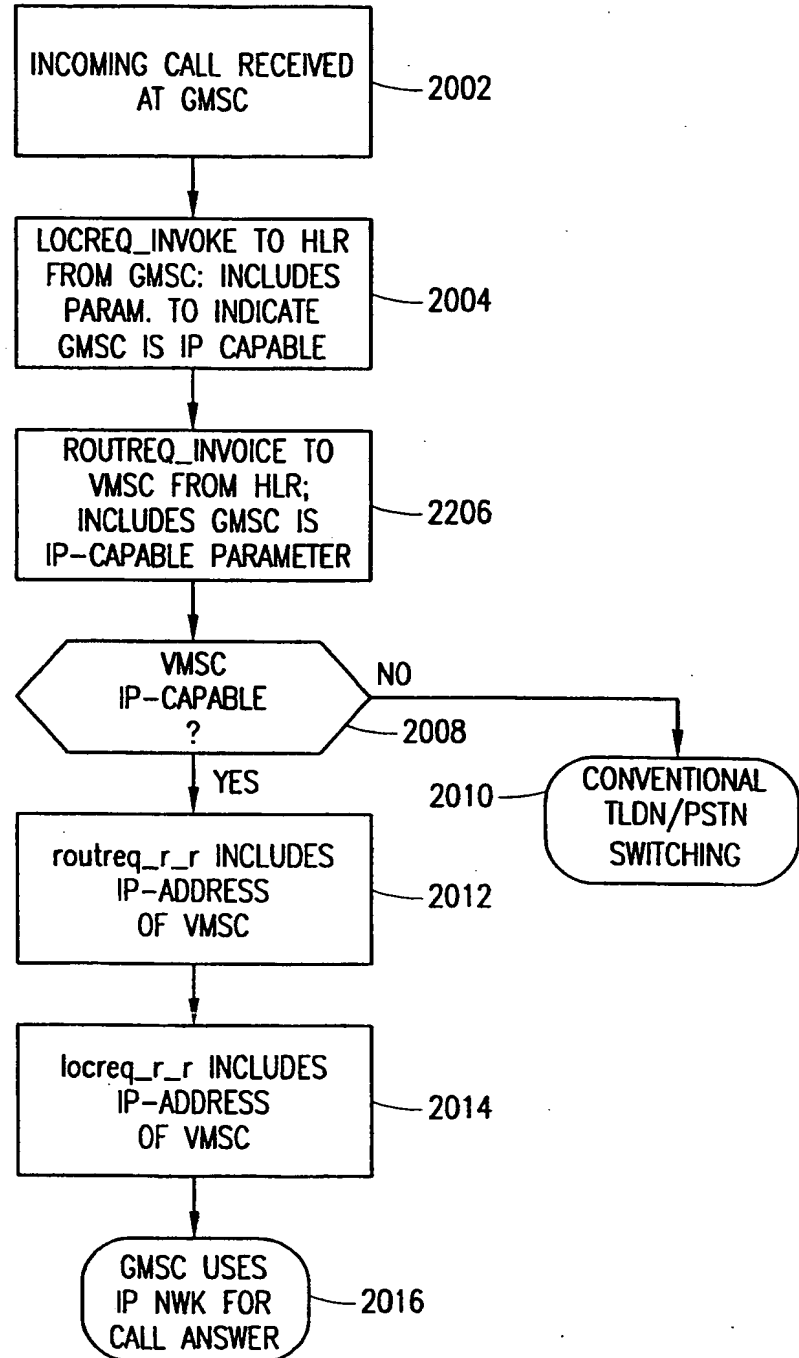 INCOMING CALL RECEIVED
AT GMSC
2002
LOCREQ_INVOKE TO HLR
FROM GMSC: INCLUDES
PARAM. TO INDICATE
GMSC IS IP CAPABLE
2004
ROUTREQ_INVOICE TO
VMSC FROM HLR;
INCLUDES GMSC IS
IP-CAPABLE PARAMETER
2206
VMSC
IP-CAPABLE
?
2008
NO
YES
2010
CONVENTIONAL
TLDN/PSTN
SWITCHING
routreq_r_r INCLUDES
IP-ADDRESS
OF VMSC
2012
locreq_r_r INCLUDES
IP-ADDRESS
OF VMSC
2014
GMSC USES
IP NWK FOR
CALL ANSWER
2016